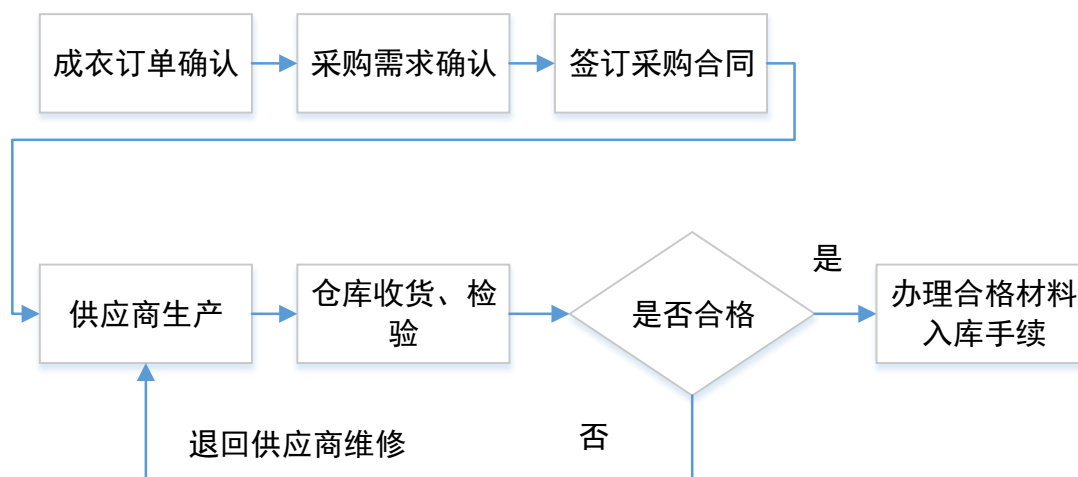 成衣订单确认
采购需求确认
签订采购合同
供应商生产
仓库收货、检
验
是否合格
是
办理合格材料
入库手续
否
退回供应商维修